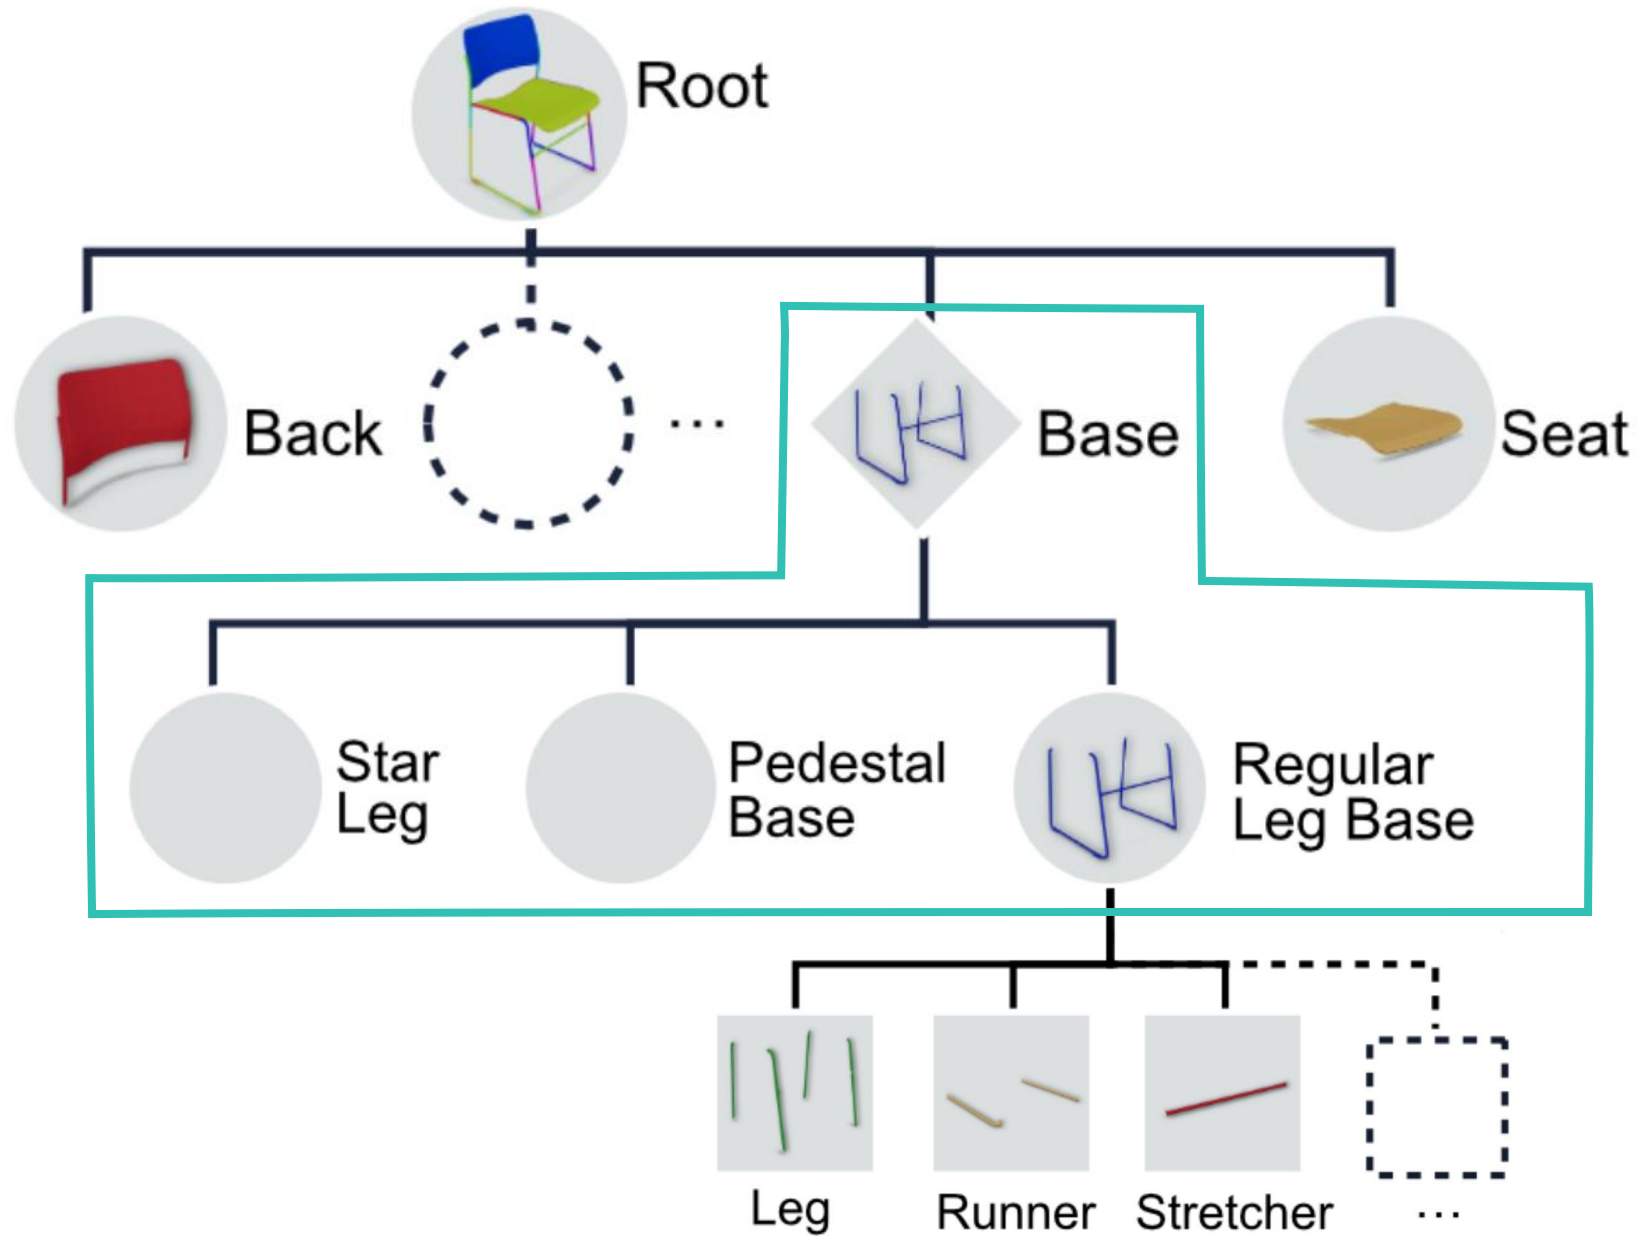 Root
Back
...
Base
Seat
Star
Leg
Pedestal
Base
Regular
Leg Base
Leg
Runner
Stretcher
...